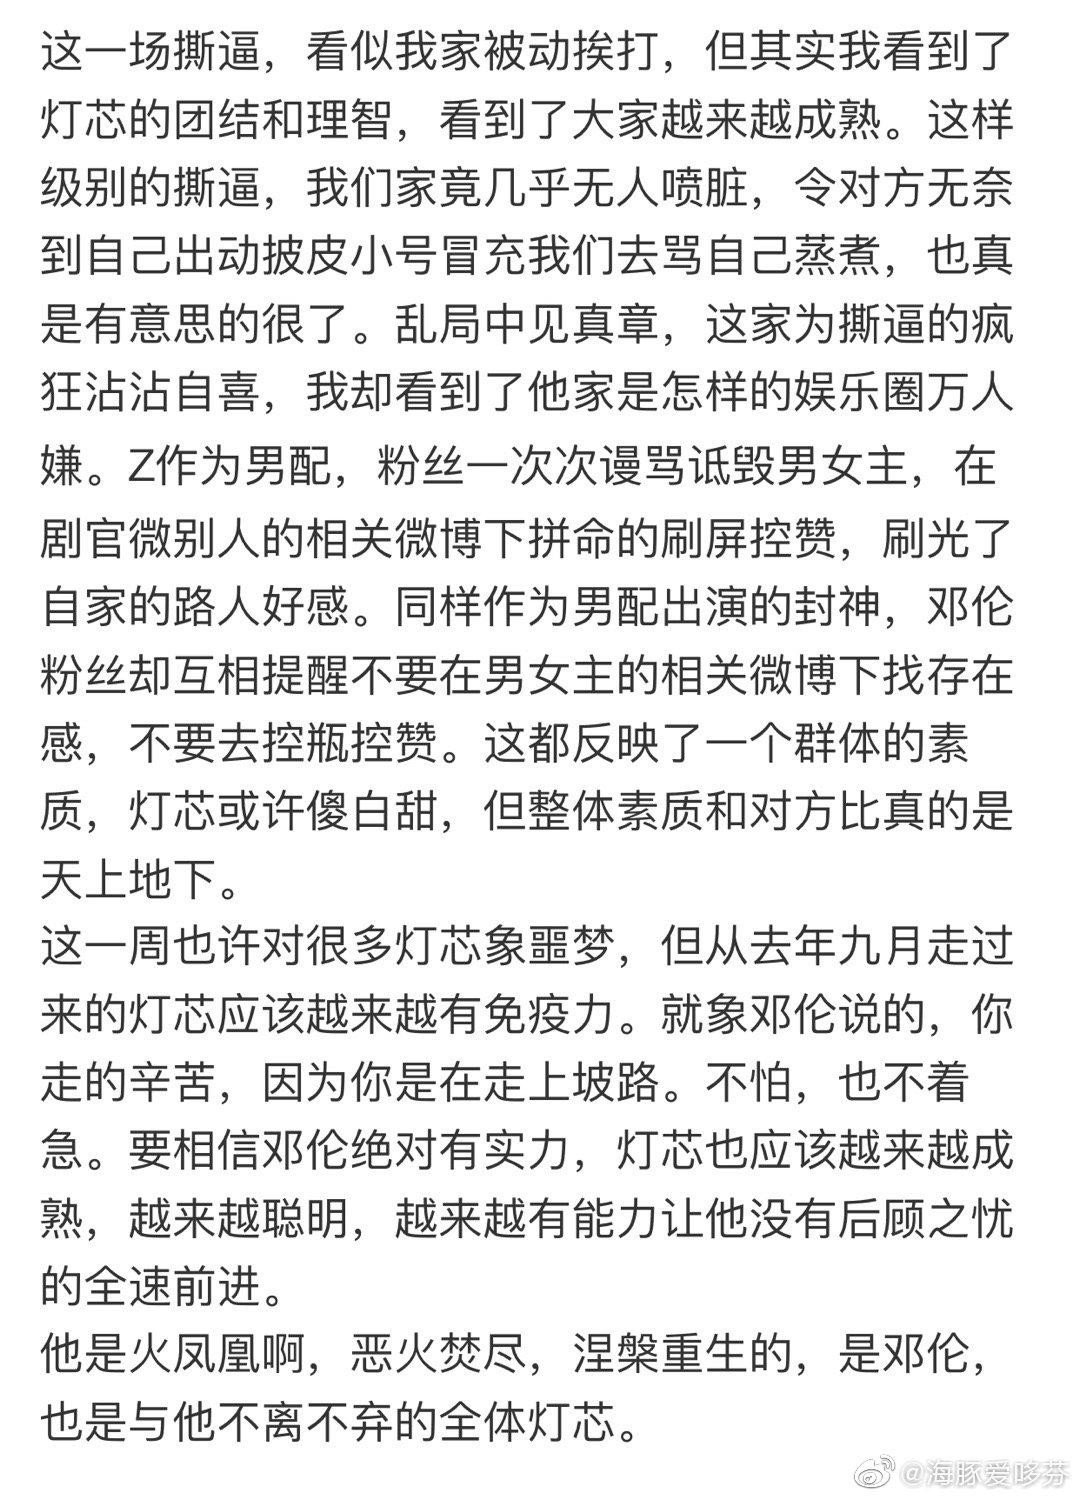 这一场撕逼，看似我家被动挨打，但其实我看到了
灯芯的团结和理智，看到了大家越来越成熟。这样
级别的撕逼，我们家竟几乎无人喷脏，令对方无奈
到自己出动披皮小号冒充我们去骂自己蒸煮，也真
是有意思的很了。乱局中见真章，这家为撕逼的疯
狂沾沾自喜，我却看到了他家是怎样的娱乐圈万人
嫌。Z作为男配，粉丝一次次谩骂诋毁男女主，在
剧官微别人的相关微博下拼命的刷屏控赞，刷光了
自家的路人好感。同样作为男配出演的封神，邓伦
粉丝却互相提醒不要在男女主的相关微博下找存在
感，不要去控瓶控赞。这都反映了一个群体的素
质，灯芯或许傻白甜，但整体素质和对方比真的是
天上地下。
这一周也许对很多灯芯象噩梦，但从去年九月走过
来的灯芯应该越来越有免疫力。就象邓伦说的，你
走的辛苦，因为你是在走上坡路。不怕，也不着
急。要相信邓伦绝对有实力，灯芯也应该越来越成
熟，越来越聪明，越来越有能力让他没有后顾之忧
的全速前进。
他是火凤凰啊，恶火焚尽，涅槃重生的，是邓伦，
也是与他不离不弃的全体灯芯。
@海豚爱哆芬